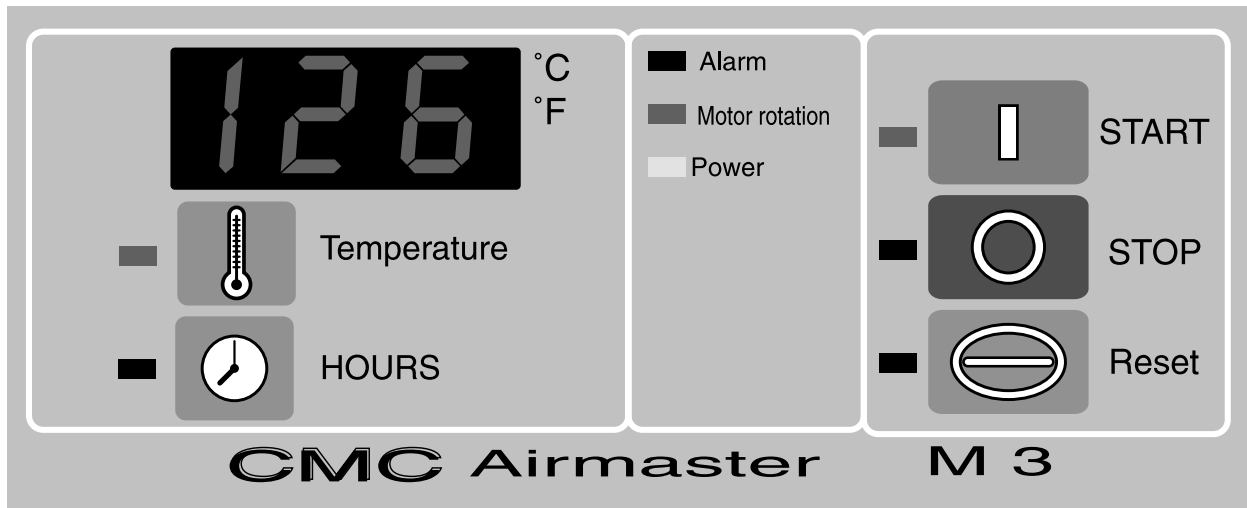 126
°C
°F
Temperature
HOURS
Alarm
Motor rotation
Power
START
STOP
Reset
CMC Airmaster M 3